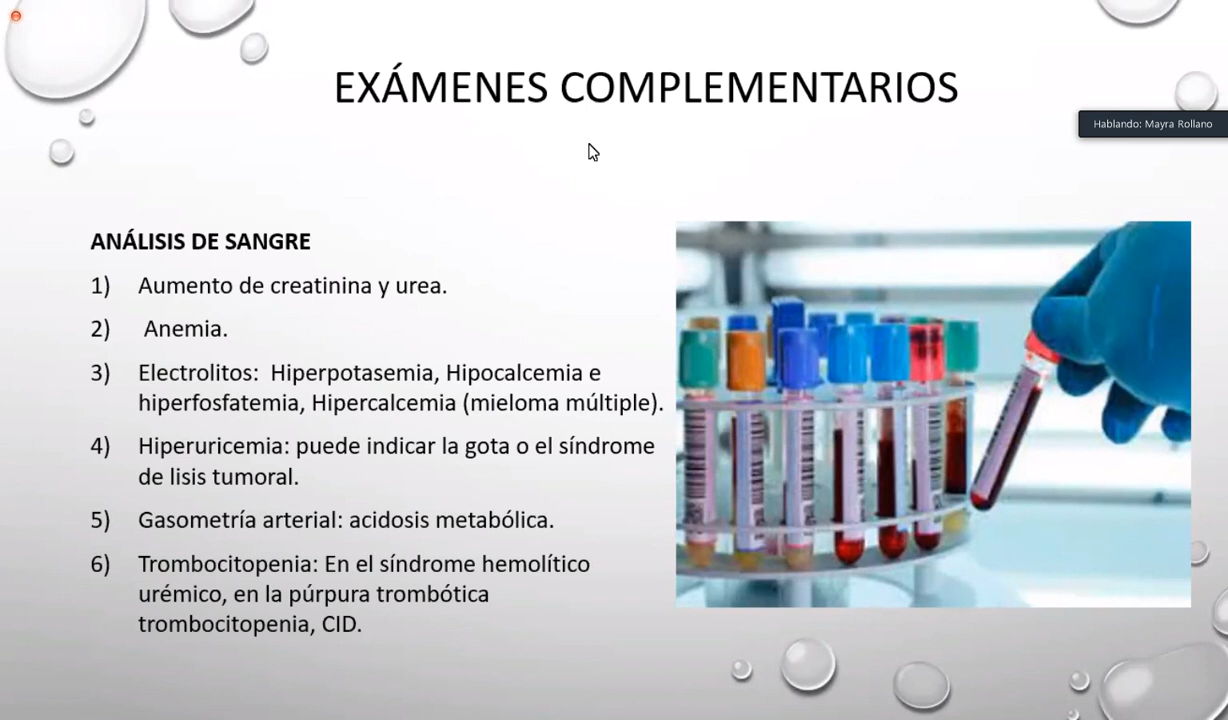 EXÁMENES COMPLEMENTARIOS
Hablando: Mayra Rollano
ANÁLISIS DE SANGRE
1) Aumento de creatinina y urea.
2) Anemia.
3) Electrolitos: Hiperpotasemia, Hipocalcemia e
hiperfosfatemia, Hipercalcemia (mieloma múltiple).
4) Hiperuricemia: puede indicar la gota o el síndrome
de lisis tumoral.
5) Gasometría arterial: acidosis metabólica.
6) Trombocitopenia: En el síndrome hemolítico
urémico, en la púrpura trombótica
trombocitopenia, CID.